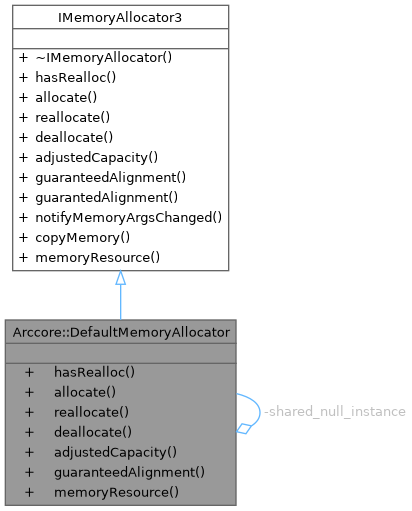 IMemoryAllocator3
+ ~IMemoryAllocator()
+ hasRealloc()
+ allocate()
+ reallocate()
+ deallocate()
+ adjustedCapacity()
+ guaranteedAlignment()
+ guarantedAlignment()
+ notifyMemoryArgsChanged()
+ copyMemory()
+ memoryResource()
Arccore::DefaultMemoryAllocator
+ hasRealloc()
+ allocate()
+ reallocate()
+ deallocate()
+ adjustedCapacity()
+ guaranteedAlignment()
+ memoryResource()
-shared_null_instance